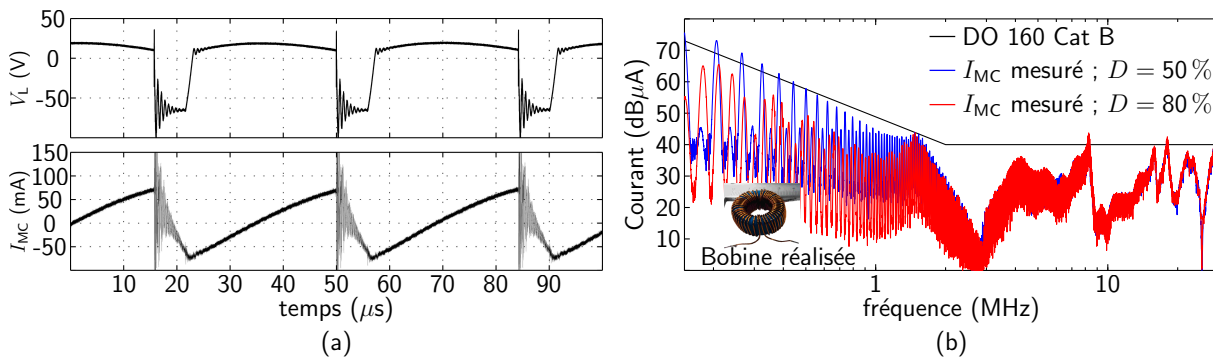 50
0
-50
V_L (V)
150
100
50
0
-50
I_MC (mA)
10 20 30 40 50 60 70 80 90
temps (μs)
(a)
70
60
50
40
30
20
10
Courant (dBμA)
DO 160 Cat B
I_MC mesuré ; D = 50 %
I_MC mesuré ; D = 80 %
Bobine réalisée
1 10
fréquence (MHz)
(b)